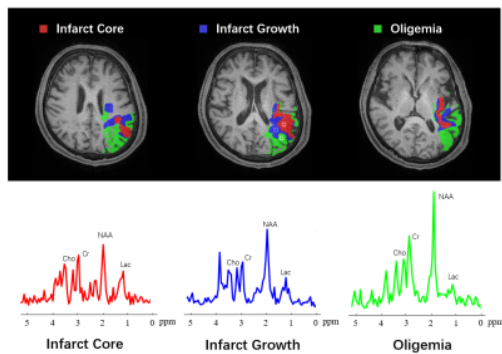 Infarct Core Infarct Growth Oligemia
NAA
NAA
NAA
Cho Cr Lac
Cho Cr Lac
Cho Cr Lac
5 4 3 2 1 0 ppm 5 4 3 2 1 0 ppm 5 4 3 2 1 0 ppm
Infarct Core Infarct Growth Oligemia